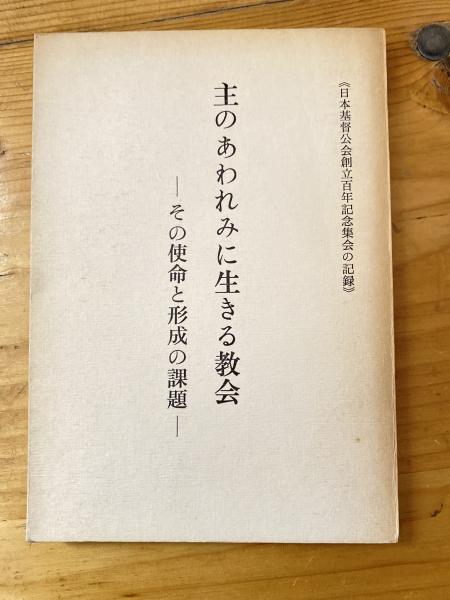 《日本基督公会創立百年記念集会の記録》
主のあわれみに生きる教会
―その使命と形成の課題―